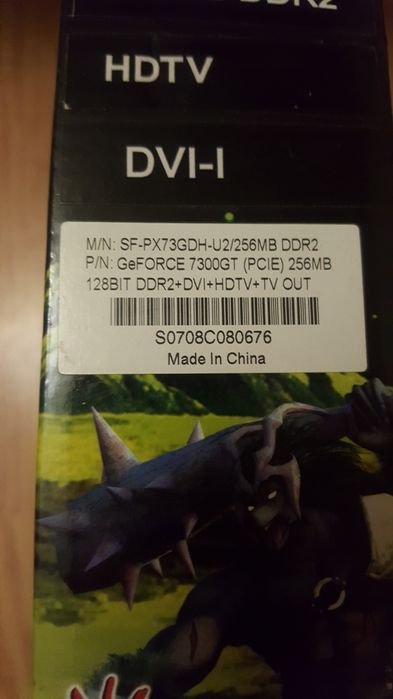 DDR2
HDTV
DVI-I
M/N: SF-PX73GDH-U2/256MB DDR2
P/N: GeFORCE 7300GT (PCIE) 256MB
128BIT DDR2+DVI+HDTV+TV OUT
S0708C080676
Made In China